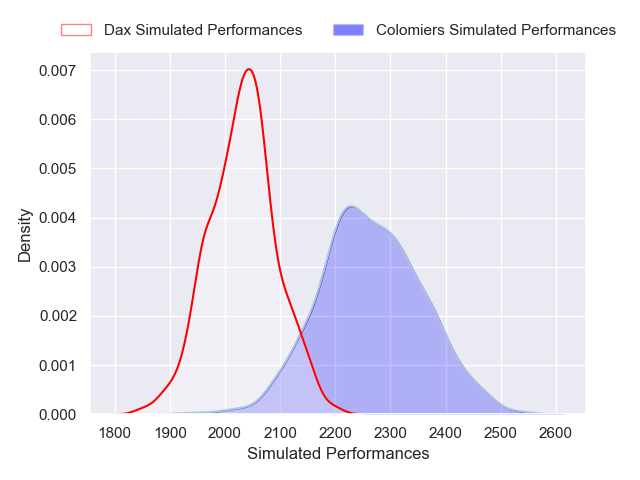 Dax Simulated Performances Colomiers Simulated Performances
0.007
0.006
0.005
0.004
0.003
0.002
0.001
0.000
Density
1800 1900 2000 2100 2200 2300 2400 2500 2600
Simulated Performances